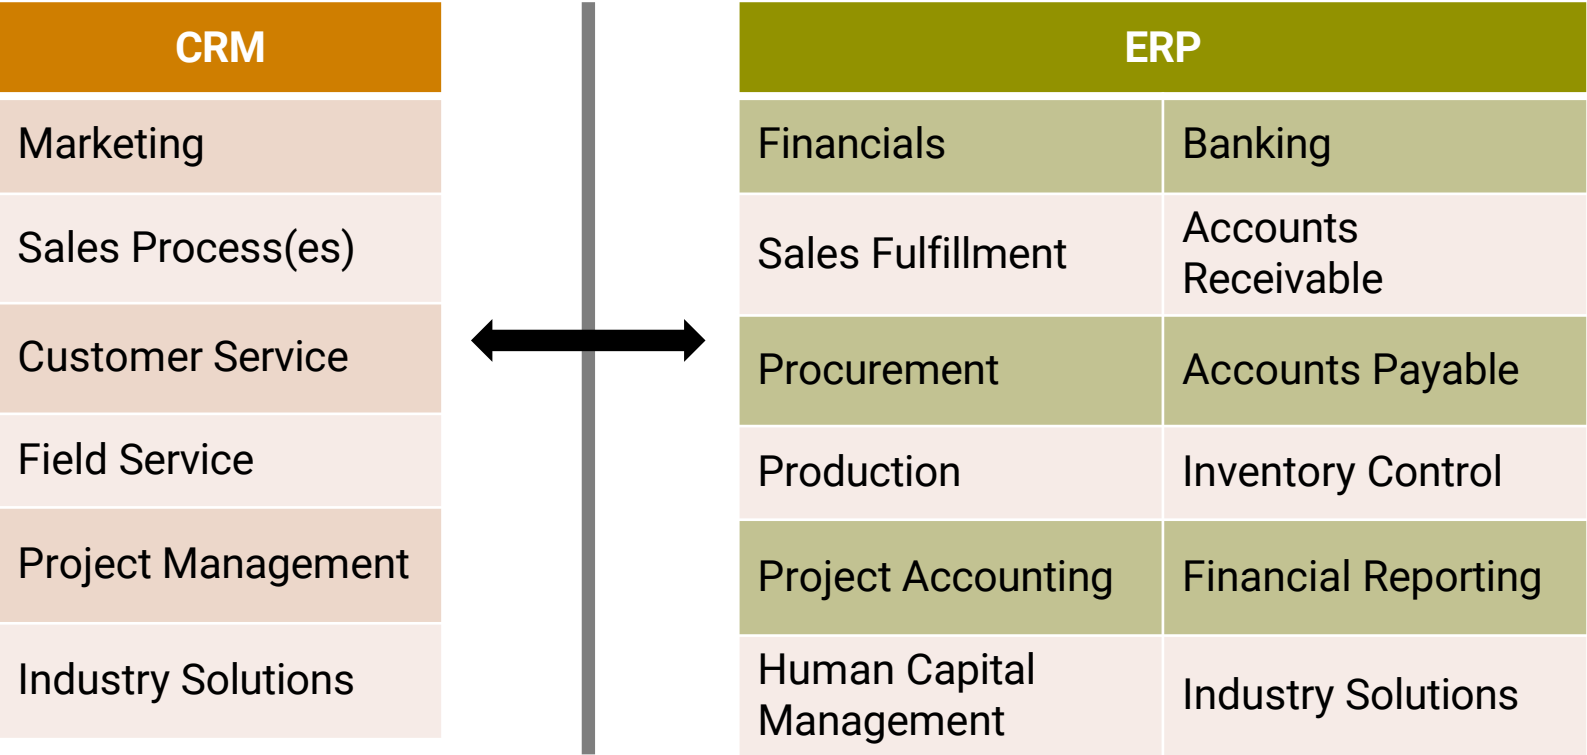 CRM
Marketing
Sales Process(es)
Customer Service
Field Service
Project Management
Industry Solutions
ERP
Financials
Banking
Sales Fulfillment
Accounts
Receivable
Procurement
Accounts Payable
Production
Inventory Control
Project Accounting
Financial Reporting
Human Capital
Management
Industry Solutions